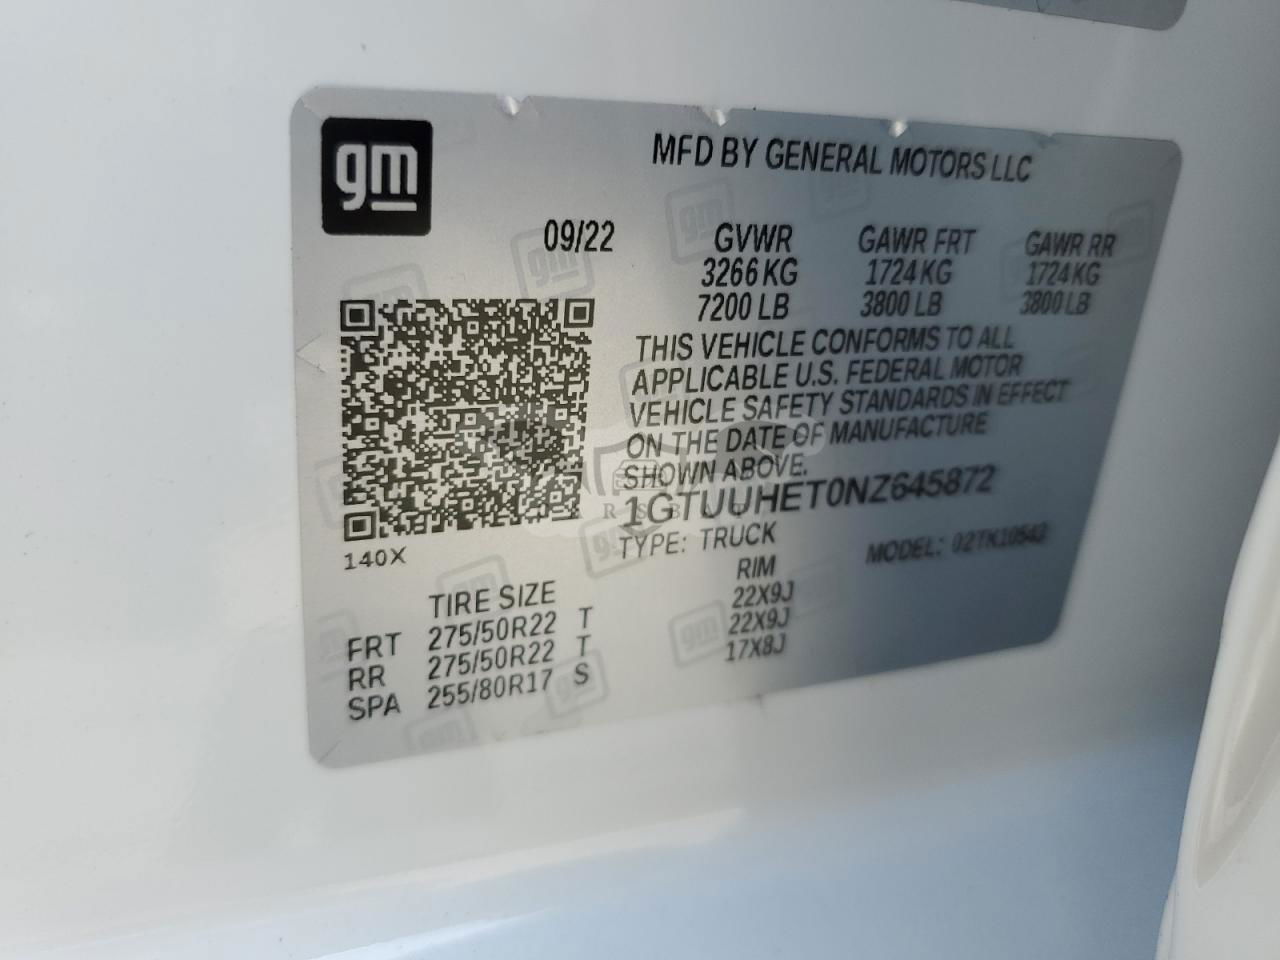 gm
MFD BY GENERAL MOTORS LLC
09/22 GVWR GAWR FRT GAWR RR
3266 KG 1724 KG 1724 KG
7200 LB 3800 LB 3800 LB
THIS VEHICLE CONFORMS TO ALL
APPLICABLE U.S. FEDERAL MOTOR
VEHICLE SAFETY STANDARDS IN EFFECT
ON THE DATE OF MANUFACTURE
SHOWN ABOVE.
1GTUUHET0NZ645872
140X TYPE: TRUCK MODEL: 02TK10543
TIRE SIZE RIM
FRT 275/50R22 T 22X9J
RR 275/50R22 T 22X9J
SPA 255/80R17 S 17X8J